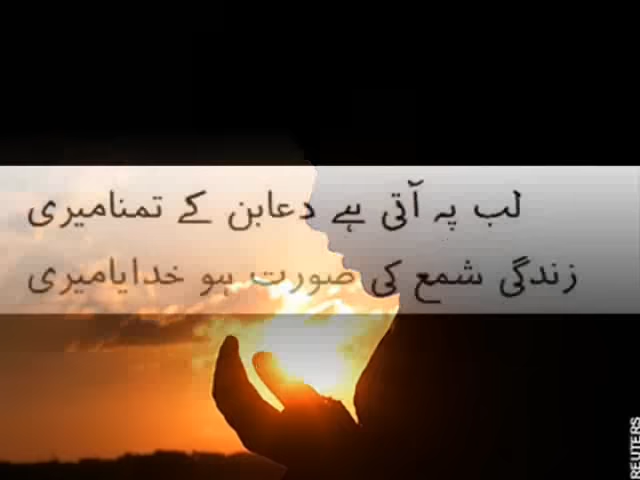 لب پہ آتی ہے دعابن کے تمنامیری
زندگی شمع کی صورت ہو خدایامیری
REUTERS